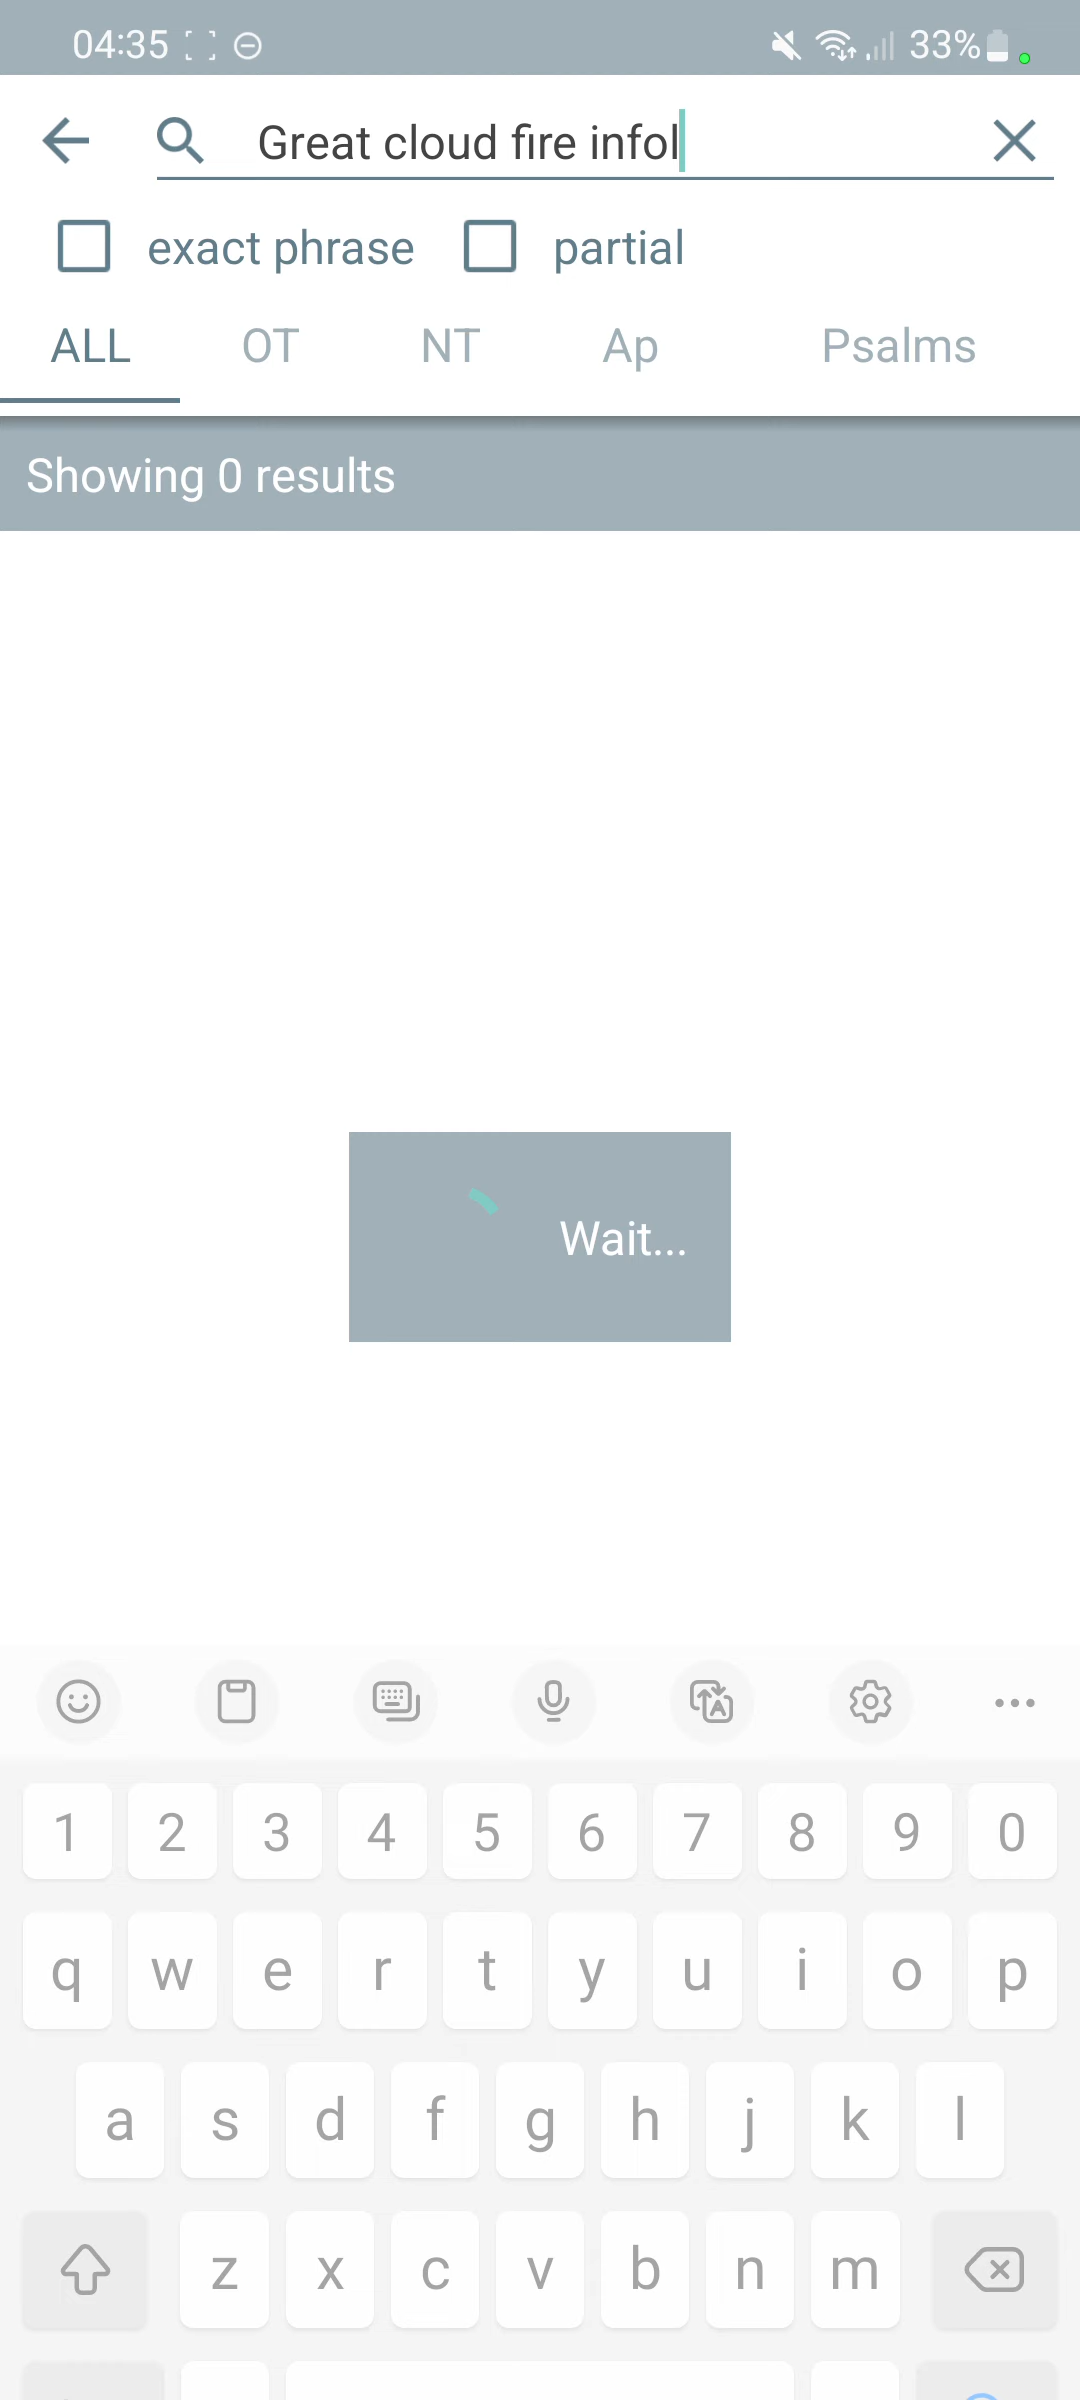 04:35 33%
Great cloud fire infol
exact phrase partial
ALL OT NT Ap Psalms
Showing 0 results
Wait...
1 2 3 4 5 6 7 8 9 0
q w e r t y u i o p
a s d f g h j k l
z x c v b n m